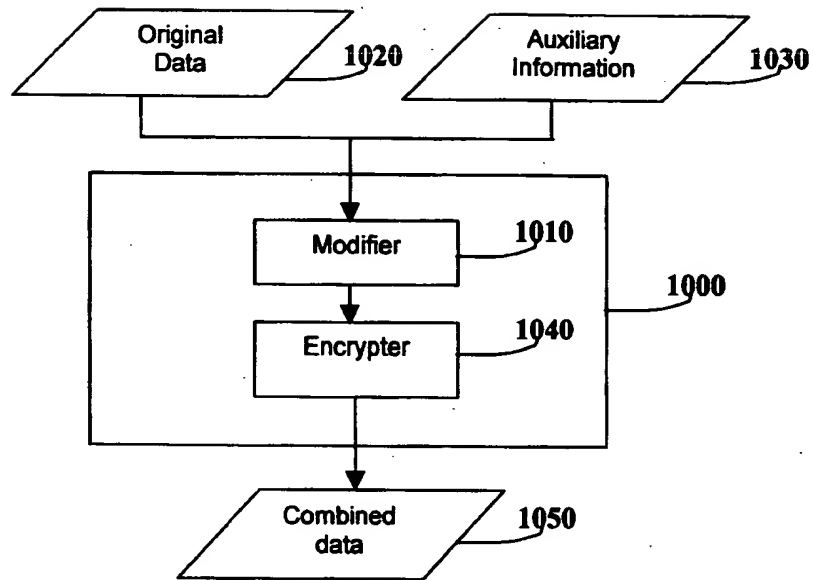 Original
Data
1020
Auxiliary
Information
1030
Modifier
1010
1000
Encrypter
1040
Combined
data
1050